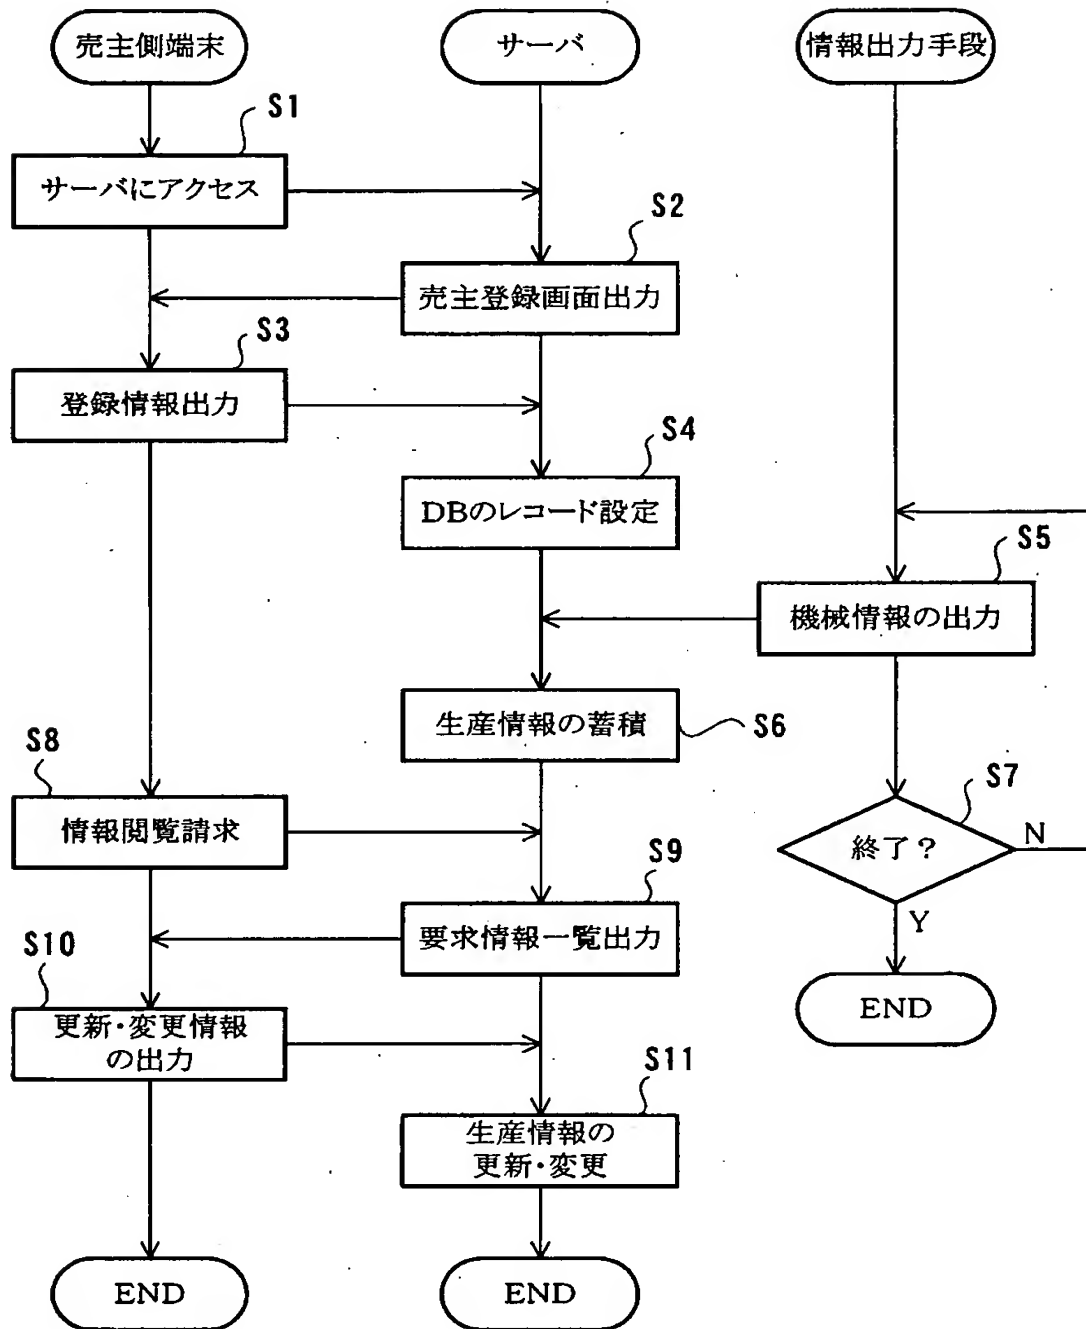 売主側端末
サーバ
情報出力手段
S1
サーバにアクセス
S2
売主登録画面出力
S3
登録情報出力
S4
DBのレコード設定
S5
機械情報の出力
生産情報の蓄積
S6
S7
終了?
N
Y
S8
情報閲覧請求
S9
要求情報一覧出力
END
S10
更新・変更情報
の出力
S11
生産情報の
更新・変更
END
END